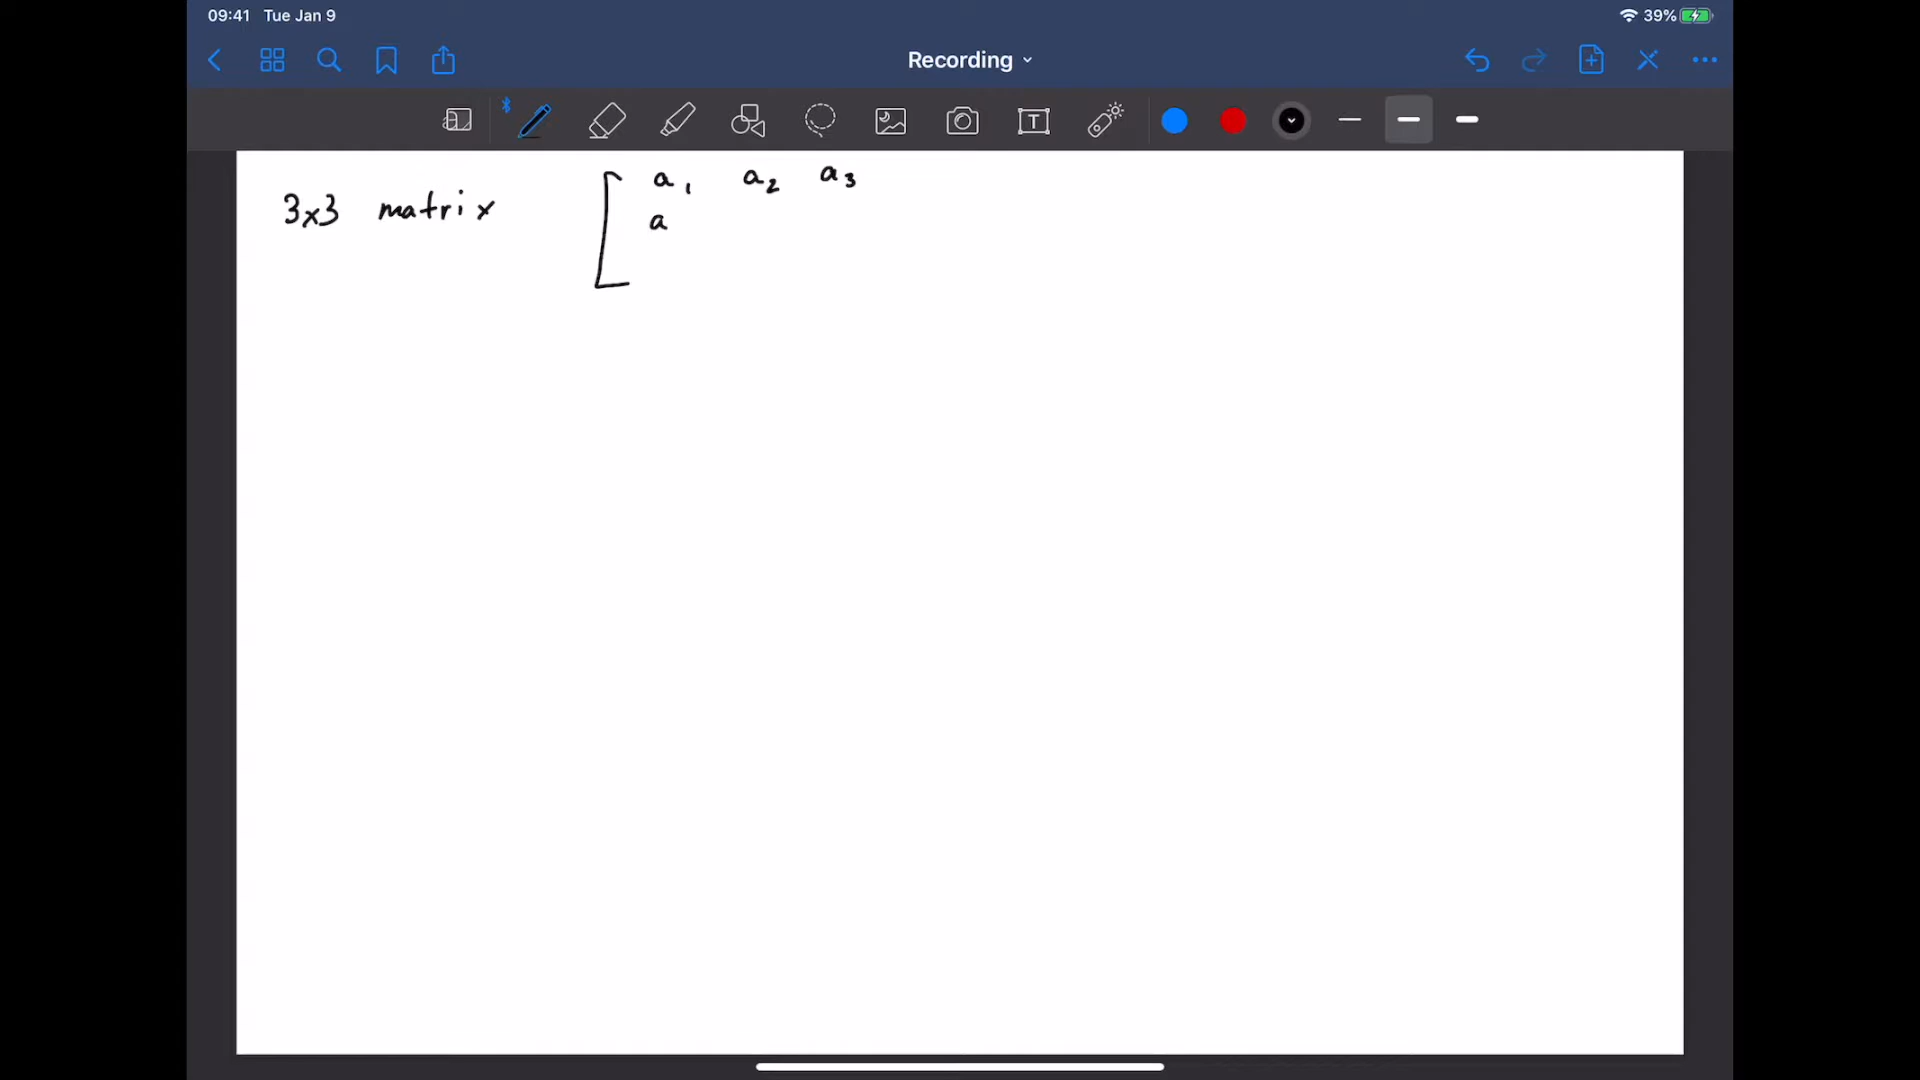 09:41 Tue Jan 9
39%
Recording
T
3x3 matrix
a₁ a₂ a₃
a